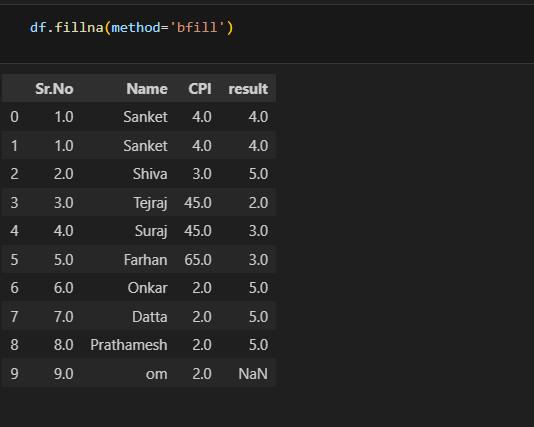 df.fillna(method='bfill')
Sr.No Name CPI result
0 1.0 Sanket 4.0 4.0
1 1.0 Sanket 4.0 4.0
2 2.0 Shiva 3.0 5.0
3 3.0 Tejraj 45.0 2.0
4 4.0 Suraj 45.0 3.0
5 5.0 Farhan 65.0 3.0
6 6.0 Onkar 2.0 5.0
7 7.0 Datta 2.0 5.0
8 8.0 Prathamesh 2.0 5.0
9 9.0 om 2.0 NaN